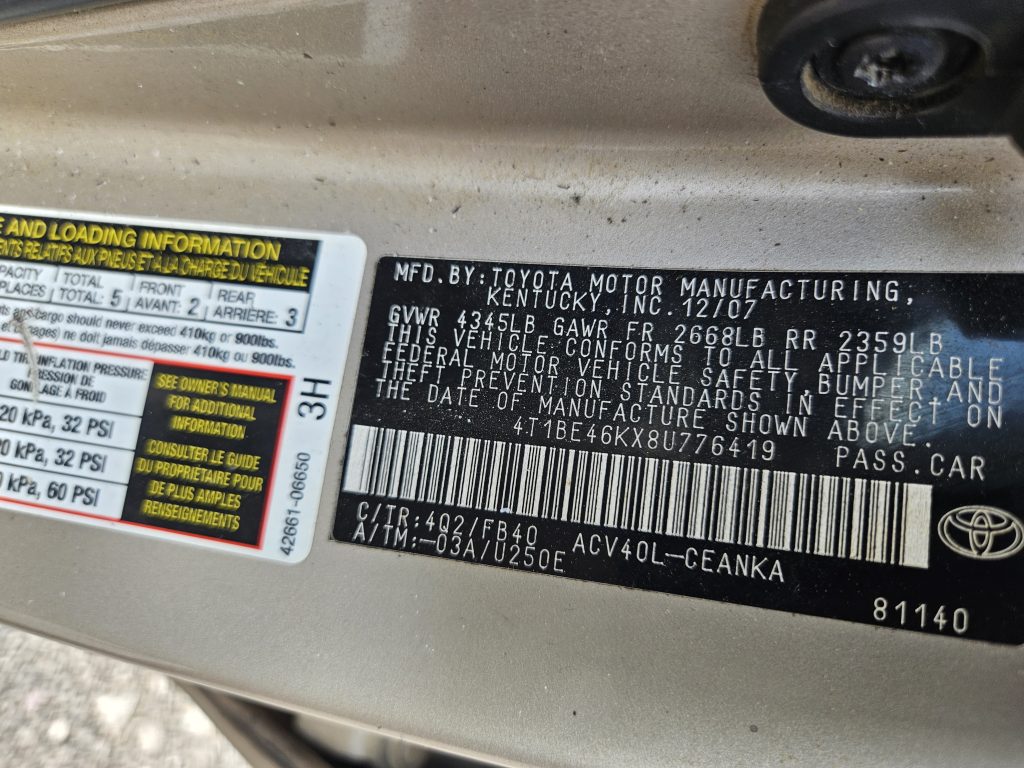 AND LOADING INFORMATION
RELATIFS AUX PNEUS ET À LA CHARGE DU VÉHICULE
TOTAL FRONT REAR
PLACES TOTAL: 5 AVANT: 2 ARRIÈRE: 3
cargo should never exceed 410kg or 900lbs.
ne doit jamais dépasser 410kg ou 900lbs.
TIRE INFLATION PRESSURE
DE
À FROID
20 kPa, 32 PSI
0 kPa, 32 PSI
kPa, 60 PSI
SEE OWNER'S MANUAL
FOR ADDITIONAL
INFORMATION
CONSULTER LE GUIDE
DU PROPRIÉTAIRE POUR
DE PLUS AMPLES
RENSEIGNEMENTS
3H
42661-06650
MFD. BY: TOYOTA MOTOR MANUFACTURING,
KENTUCKY, INC. 12/07
GVWR 4345LB GAWR FR 2668LB RR 2359LB
THIS VEHICLE CONFORMS TO ALL APPLICABLE
FEDERAL MOTOR VEHICLE SAFETY, BUMPER, AND
THEFT PREVENTION STANDARDS IN EFFECT ON
THE DATE OF MANUFACTURE SHOWN ABOVE.
4T1BE46KX8U776419 PASS. CAR
C/TR: 4Q2/FB40 ACV40L-CEANKA
A/TM: -03A/U250E
81140